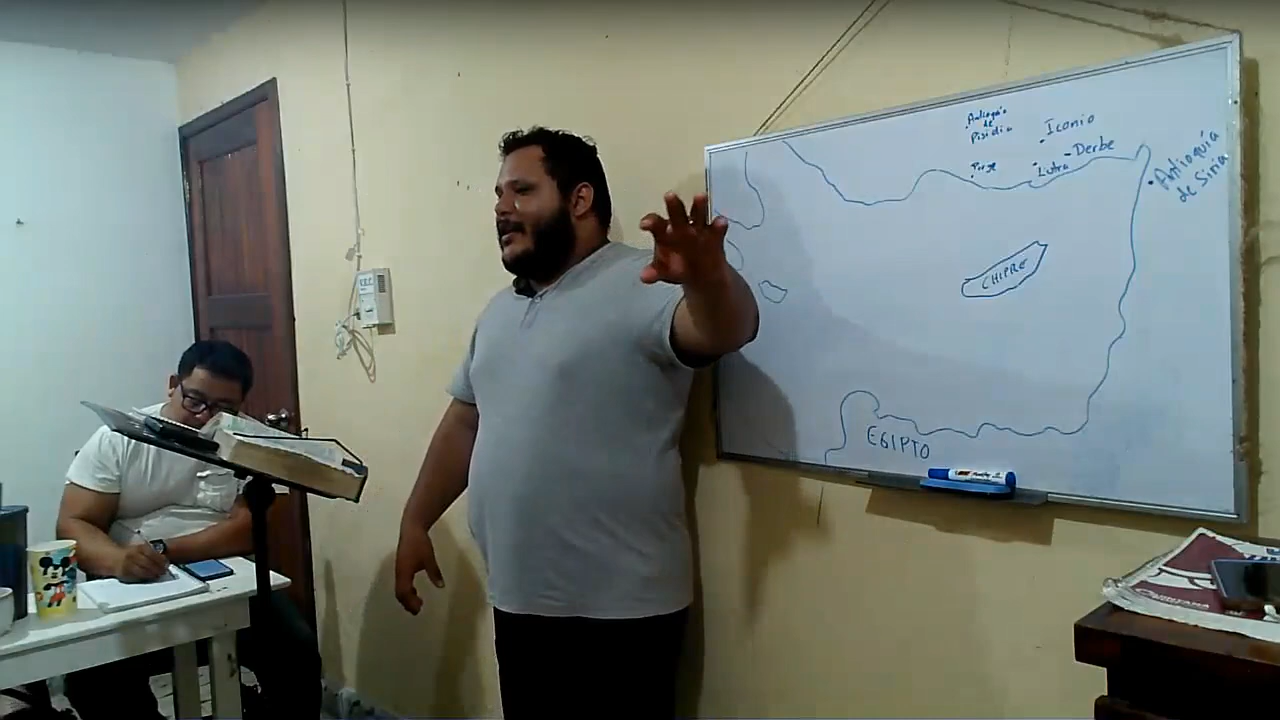 Antioquía
de
Pisidia
Iconio
Derbe
Perge
Listra
Antioquía
de Siria
CHIPRE
EGIPTO